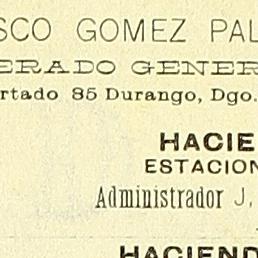 SCO GOMEZ PAL
ERADO GENER
rtado 85 Durango, Dgo.
HACIE
ESTACION
Administrador J.
HACIEND